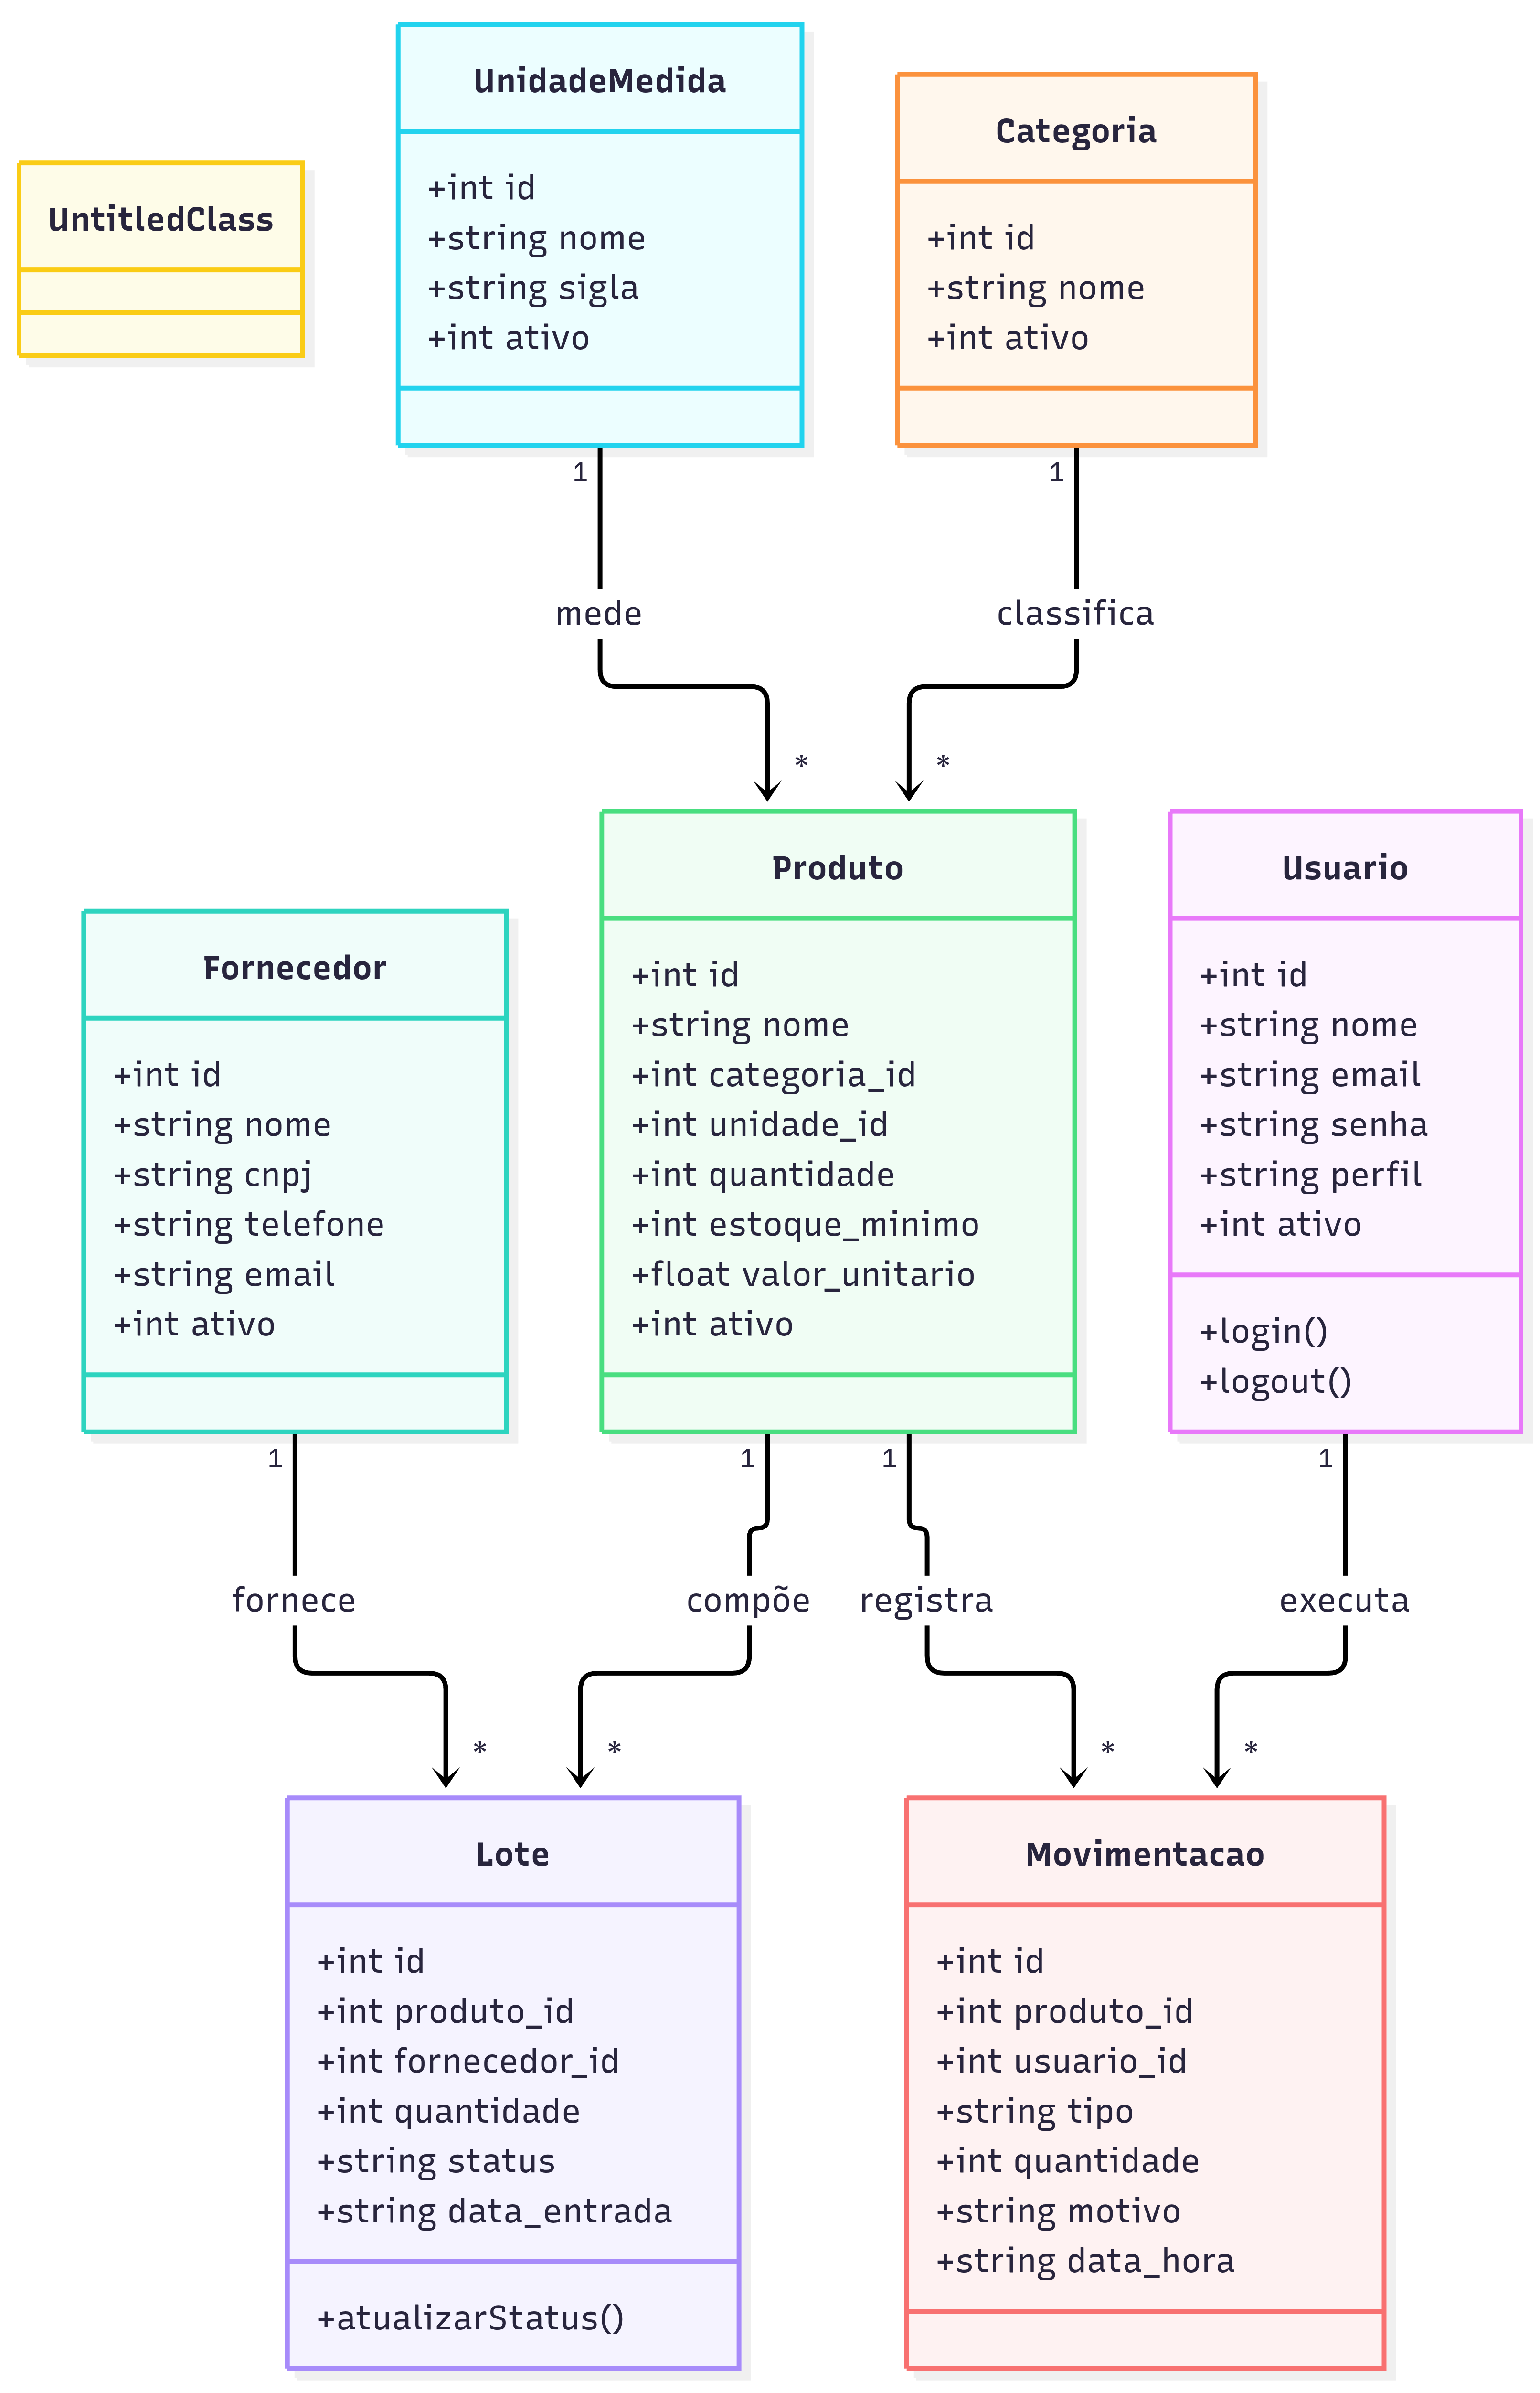 UntitledClass
UnidadeMedida
+int id
+string nome
+string sigla
+int ativo
Categoria
+int id
+string nome
+int ativo
1
1
mede
classifica
*
*
Fornecedor
+int id
+string nome
+string cnpj
+string telefone
+string email
+int ativo
Produto
+int id
+string nome
+int categoria_id
+int unidade_id
+int quantidade
+int estoque_minimo
+float valor_unitario
+int ativo
Usuario
+int id
+string nome
+string email
+string senha
+string perfil
+int ativo
+login()
+logout()
1
1
1
1
fornece
compõe
registra
executa
*
*
*
*
Lote
+int id
+int produto_id
+int fornecedor_id
+int quantidade
+string status
+string data_entrada
+atualizarStatus()
Movimentacao
+int id
+int produto_id
+int usuario_id
+string tipo
+int quantidade
+string motivo
+string data_hora